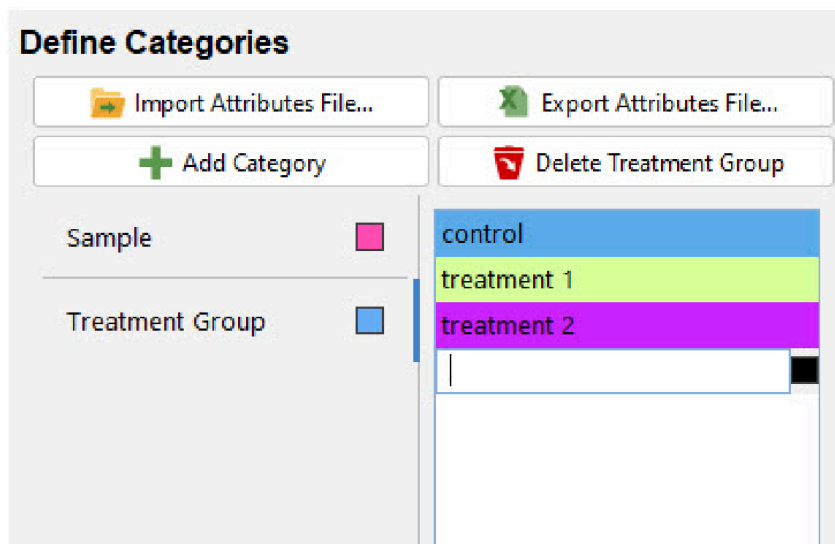 Define Categories
Import Attributes File...
Export Attributes File...
Add Category
Delete Treatment Group
Sample
control
treatment 1
Treatment Group
treatment 2